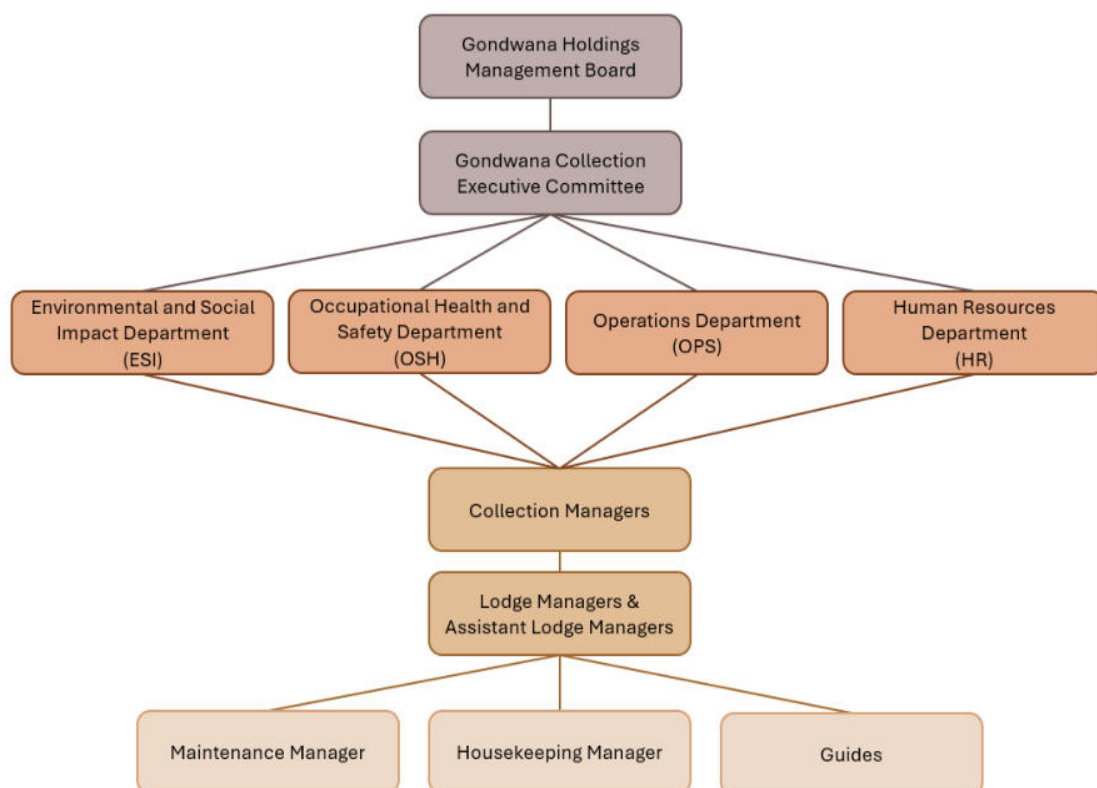 Gondwana Holdings
Management Board
Gondwana Collection
Executive Committee
Environmental and Social
Impact Department
(ESI)
Occupational Health and
Safety Department
(OSH)
Operations Department
(OPS)
Human Resources
Department
(HR)
Collection Managers
Lodge Managers &
Assistant Lodge Managers
Maintenance Manager
Housekeeping Manager
Guides